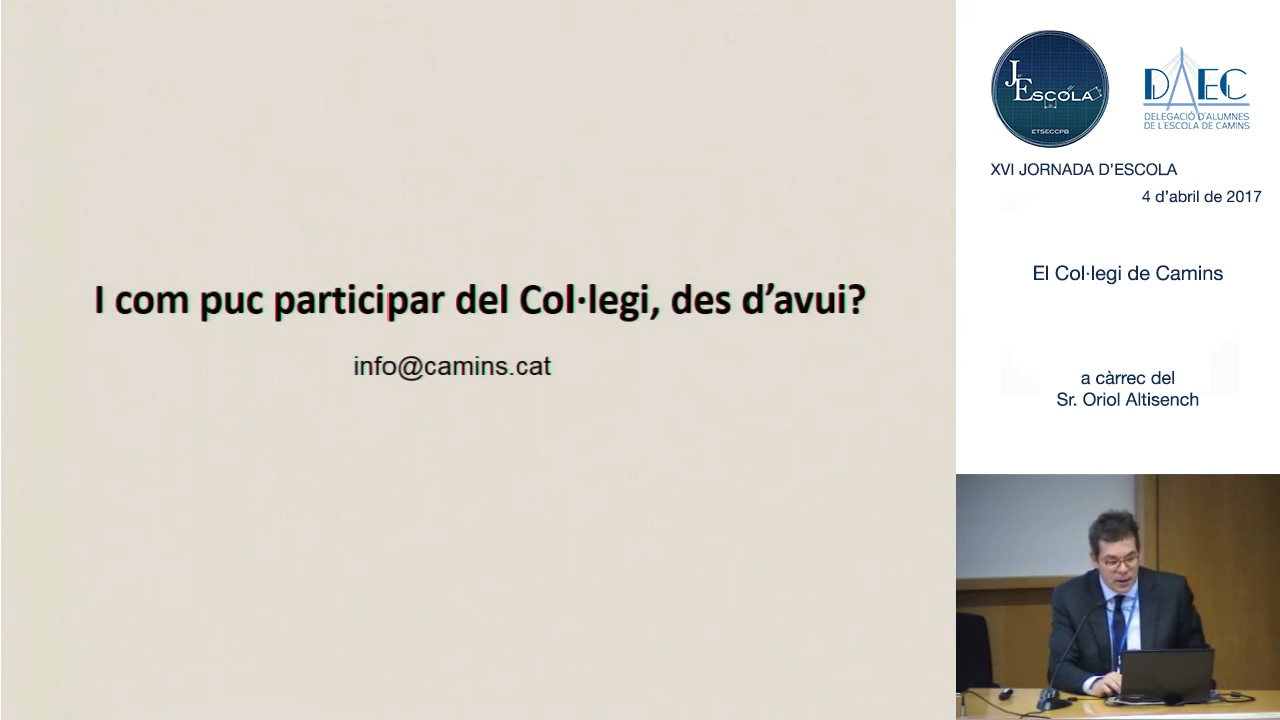 I com puc participar del Col·legi, des d’avui?
info@camins.cat
J
ESCOLA
ETSECCPB
DAEC
DELEGACIÓ D'ALUMNES
DE L'ESCOLA DE CAMINS
XVI JORNADA D’ESCOLA
4 d’abril de 2017
El Col·legi de Camins
a càrrec del
Sr. Oriol Altisench